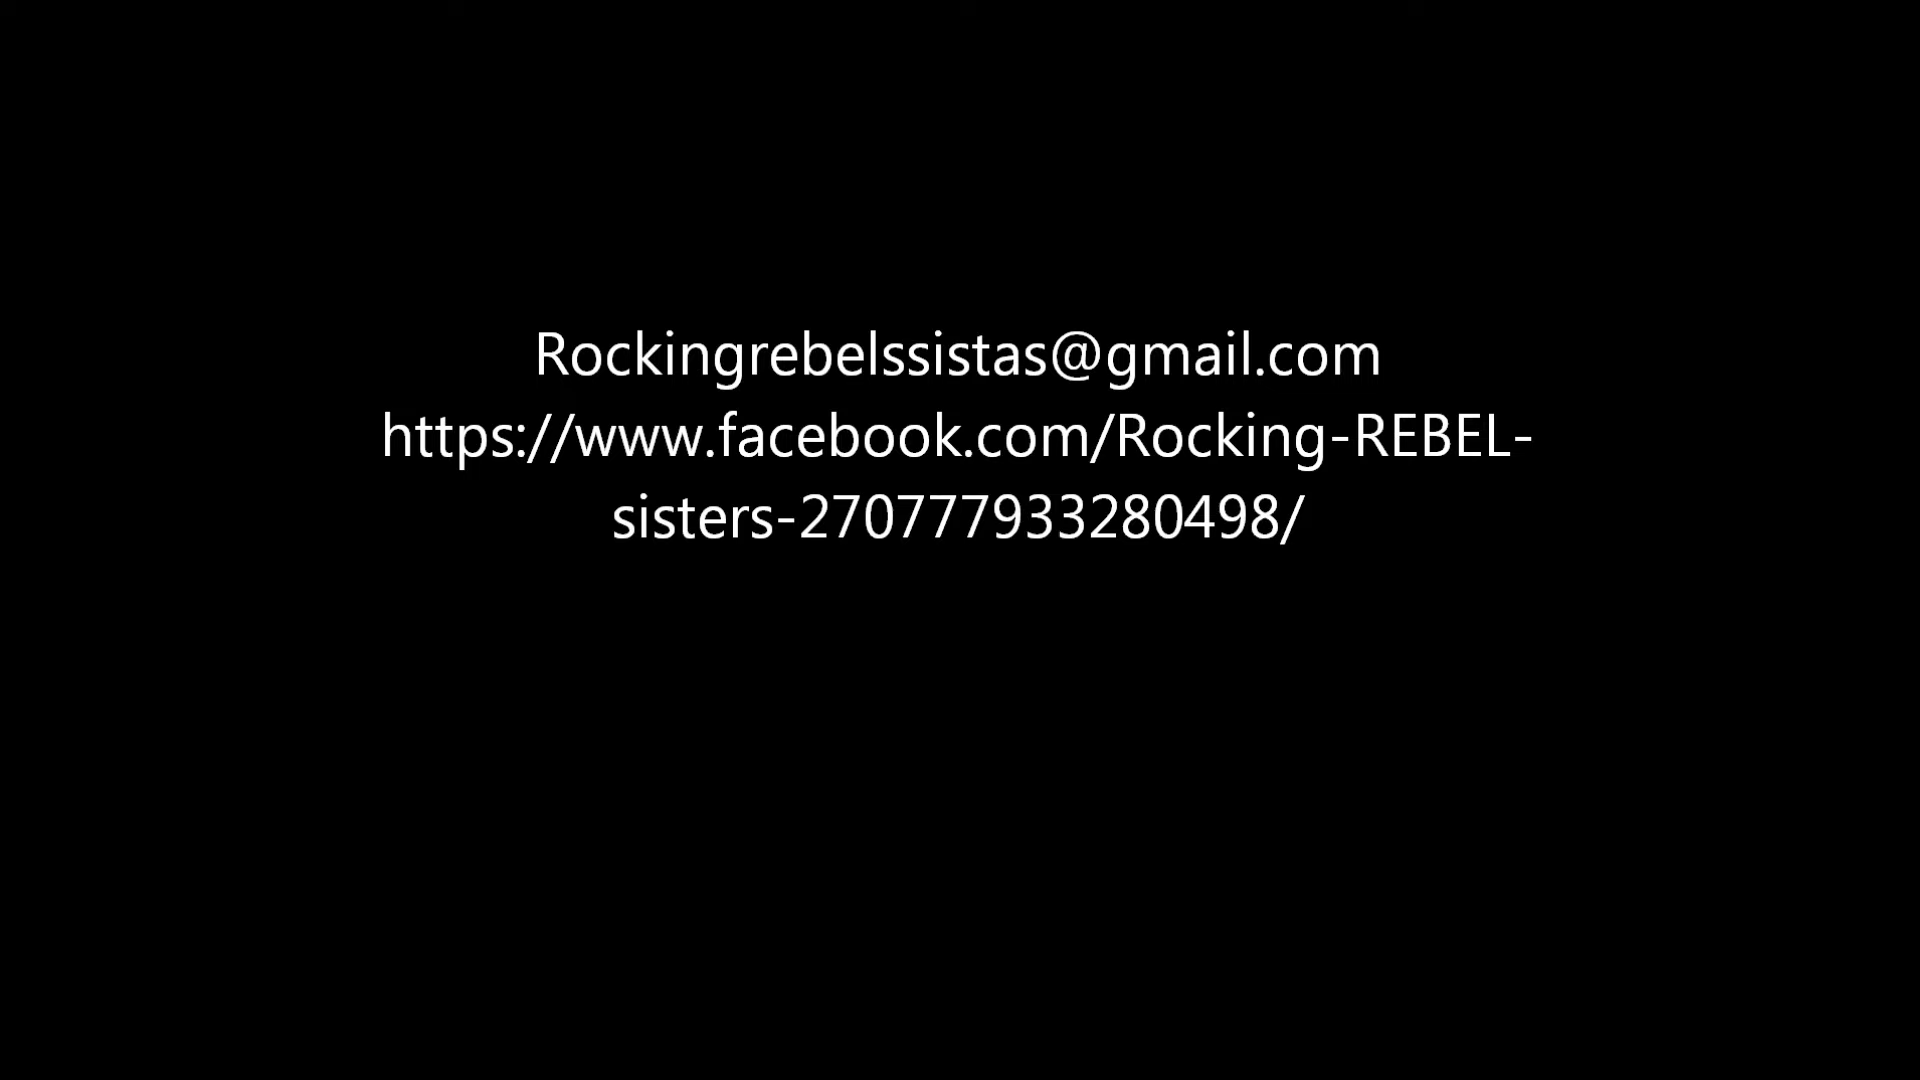 Rockingrebelssistas@gmail.com
https://www.facebook.com/Rocking-REBEL-
sisters-270777933280498/